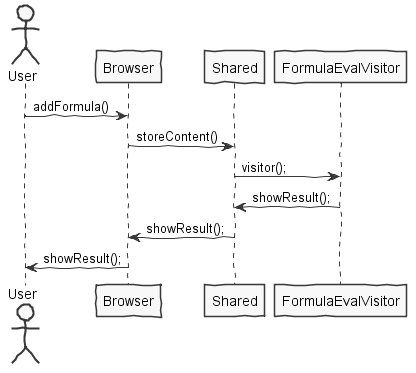 User
Browser
Shared
FormulaEvalVisitor
addFormula()
storeContent()
visitor();
showResult();
showResult();
showResult();
User
Browser
Shared
FormulaEvalVisitor